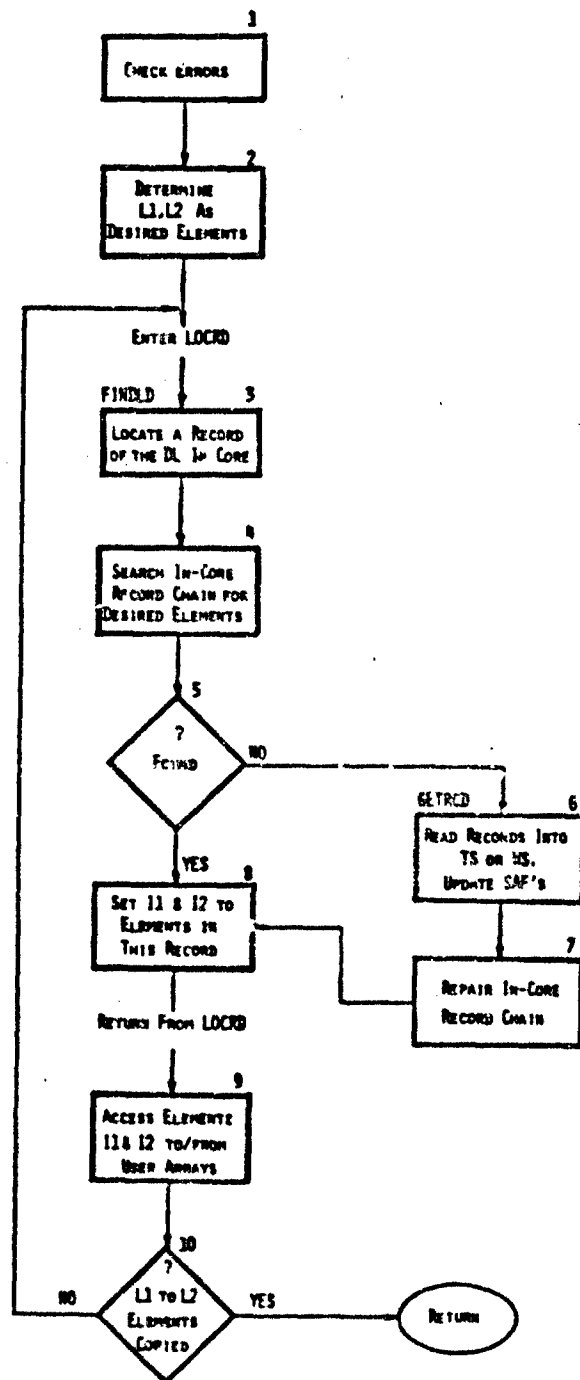 1
CHECK ERRORS
2
DETERMINE
L1,L2 AS
DESIRED ELEMENTS
ENTER LOCRD
FINDLD
3
LOCATE A RECORD
OF THE DL IN CORE
4
SEARCH IN-CORE
RECORD CHAIN FOR
DESIRED ELEMENTS
5
?
FOUND
NO
YES
GETRCD
6
READ RECORDS INTO
TS OR WS.
UPDATE SAF'S
7
REPAIR IN-CORE
RECORD CHAIN
8
SET I1 & I2 TO
ELEMENTS IN
THIS RECORD
RETURN FROM LOCRD
9
ACCESS ELEMENTS
I1& I2 TO/FROM
USER ARRAYS
10
?
L1 TO L2
ELEMENTS
COPIED
NO
YES
RETURN